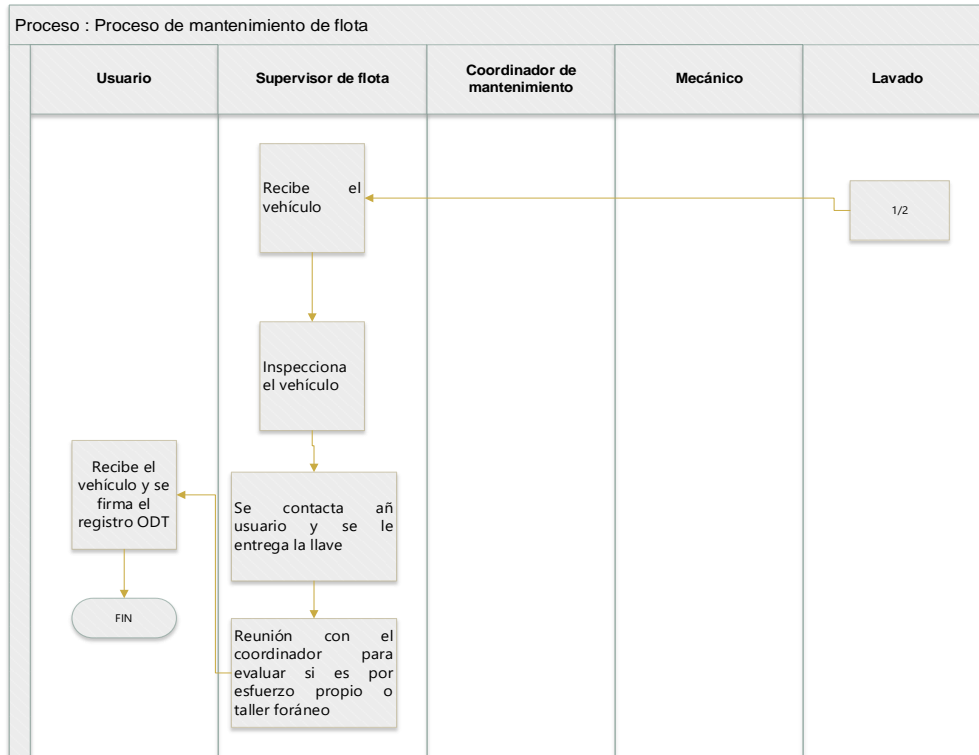 Proceso : Proceso de mantenimiento de flota
Usuario
Supervisor de flota
Coordinador de
mantenimiento
Mecánico
Lavado
Recibe el
vehículo
1/2
Inspecciona
el vehículo
Recibe el
vehículo y se
firma el
registro ODT
Se contacta añ
usuario y se le
entrega la llave
FIN
Reunión con el
coordinador para
evaluar si es por
esfuerzo propio o
taller foráneo